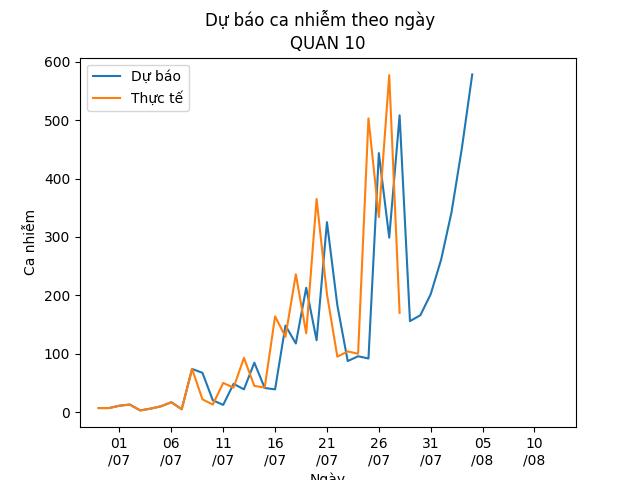 Dự báo ca nhiễm theo ngày
QUAN 10
Dự báo
Thực tế
Ca nhiễm
600
500
400
300
200
100
0
01 06 11 16 21 26 31 05 10
/07 /07 /07 /07 /07 /07 /07 /08 /08
Ngày